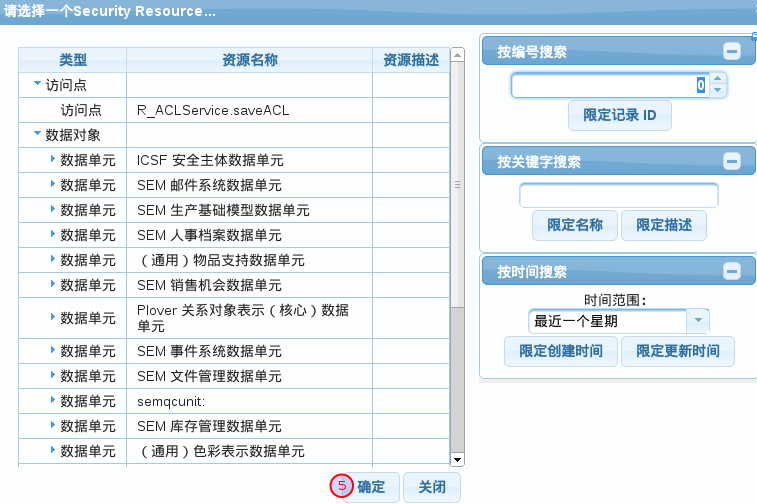 请选择一个Security Resource...
类型 资源名称 资源描述
访问点
访问点 R_ACLService.saveACL
数据对象
数据单元 ICSF 安全主体数据单元
数据单元 SEM 邮件系统数据单元
数据单元 SEM 生产基础模型数据单元
数据单元 SEM 人事档案数据单元
数据单元 （通用）物品支持数据单元
数据单元 SEM 销售机会数据单元
数据单元 Plover 关系对象表示（核心）数据
单元
数据单元 SEM 事件系统数据单元
数据单元 SEM 文件管理数据单元
数据单元 semqcunit:
数据单元 SEM 库存管理数据单元
数据单元 （通用）色彩表示数据单元
按编号搜索
0
限定记录 ID
按关键字搜索
限定名称 限定描述
按时间搜索
时间范围：
最近一个星期
限定创建时间 限定更新时间
5 确定 关闭